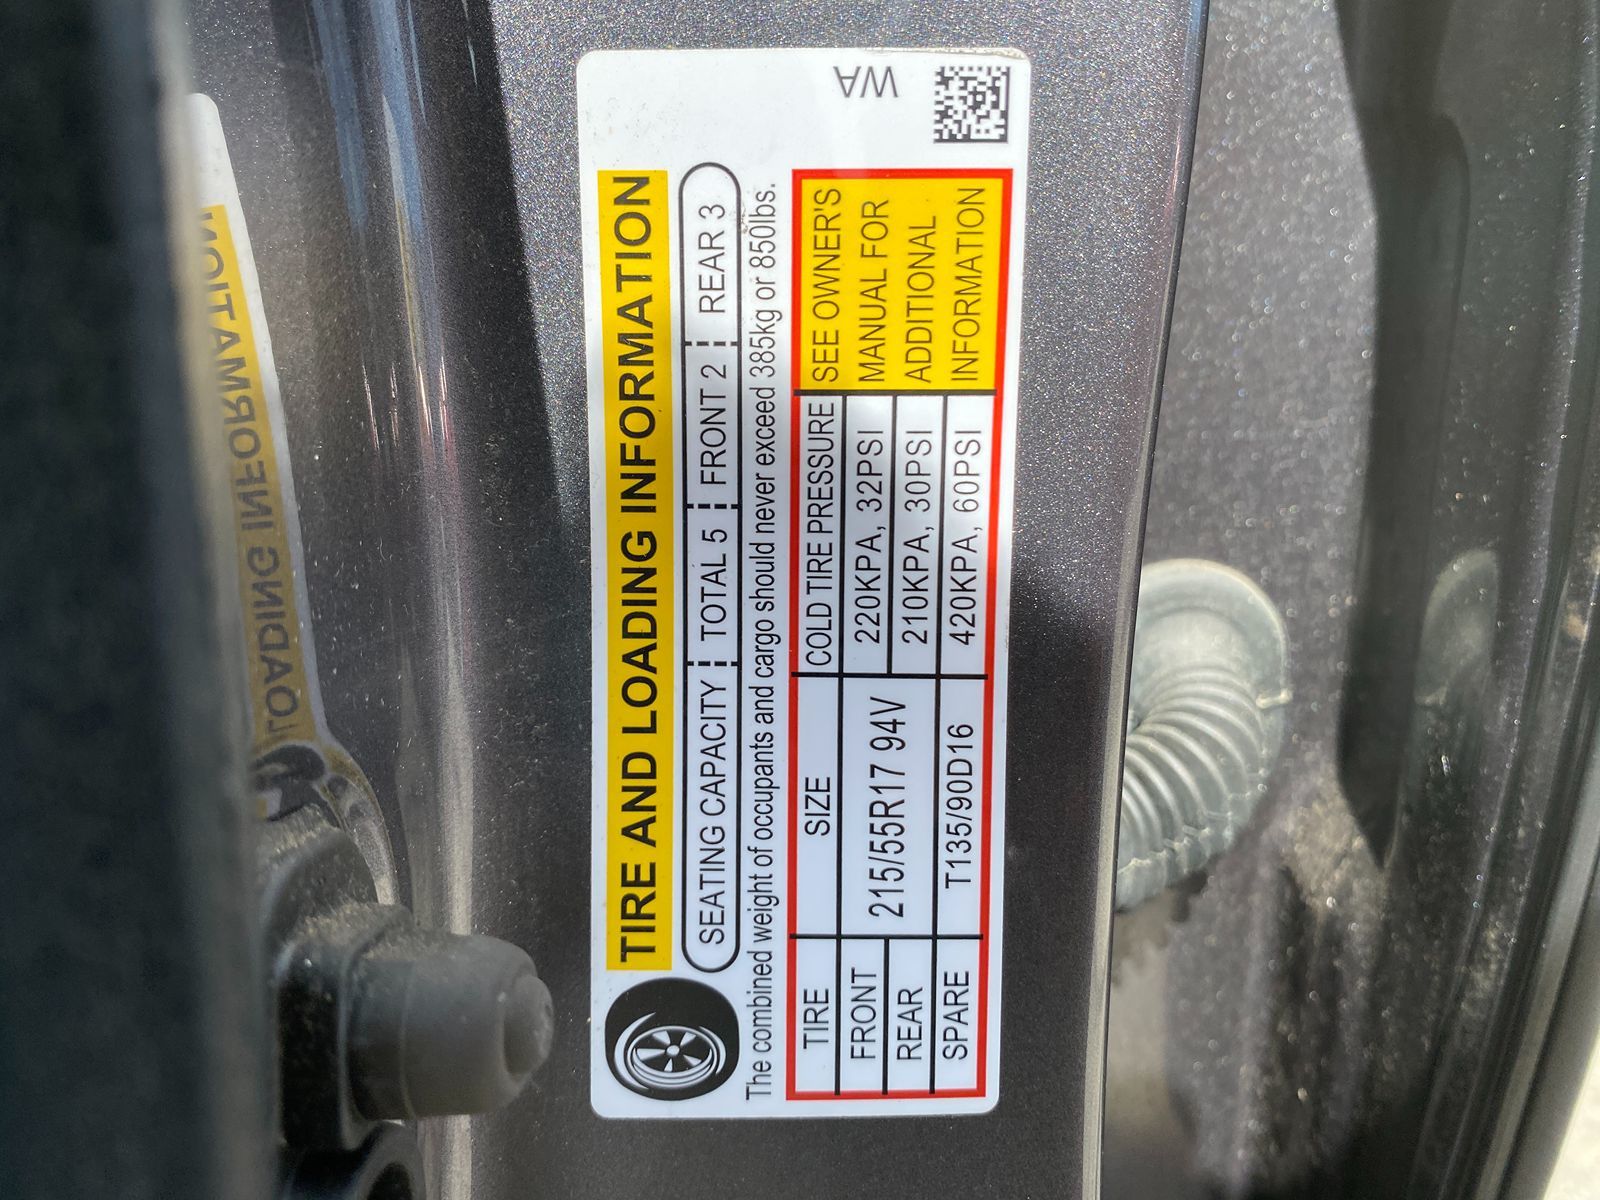 TIRE AND LOADING INFORMATION
SEATING CAPACITY TOTAL 5 FRONT 2 REAR 3
The combined weight of occupants and cargo should never exceed 385kg or 850lbs.
TIRE SIZE COLD TIRE PRESSURE
FRONT 215/55R17 94V 220KPA, 32PSI
REAR 210KPA, 30PSI
SPARE T135/90D16 420KPA, 60PSI
SEE OWNER'S
MANUAL FOR
ADDITIONAL
INFORMATION
WA
LOADING INFORMATION